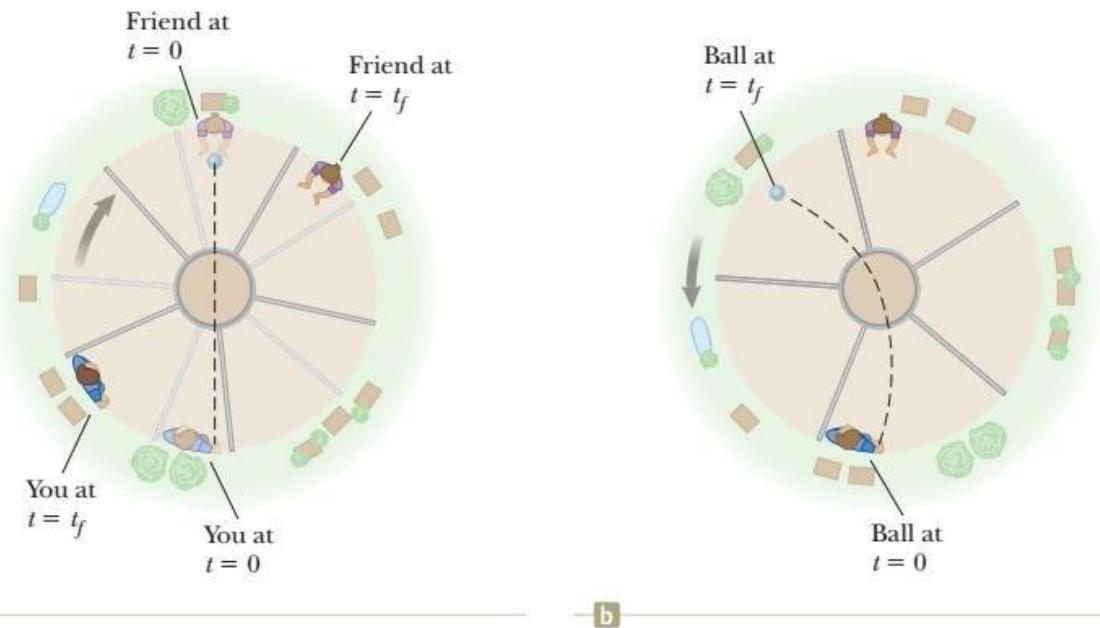 Friend at
t = 0
Friend at
t = t_f
You at
t = t_f
You at
t = 0
Ball at
t = t_f
Ball at
t = 0
b